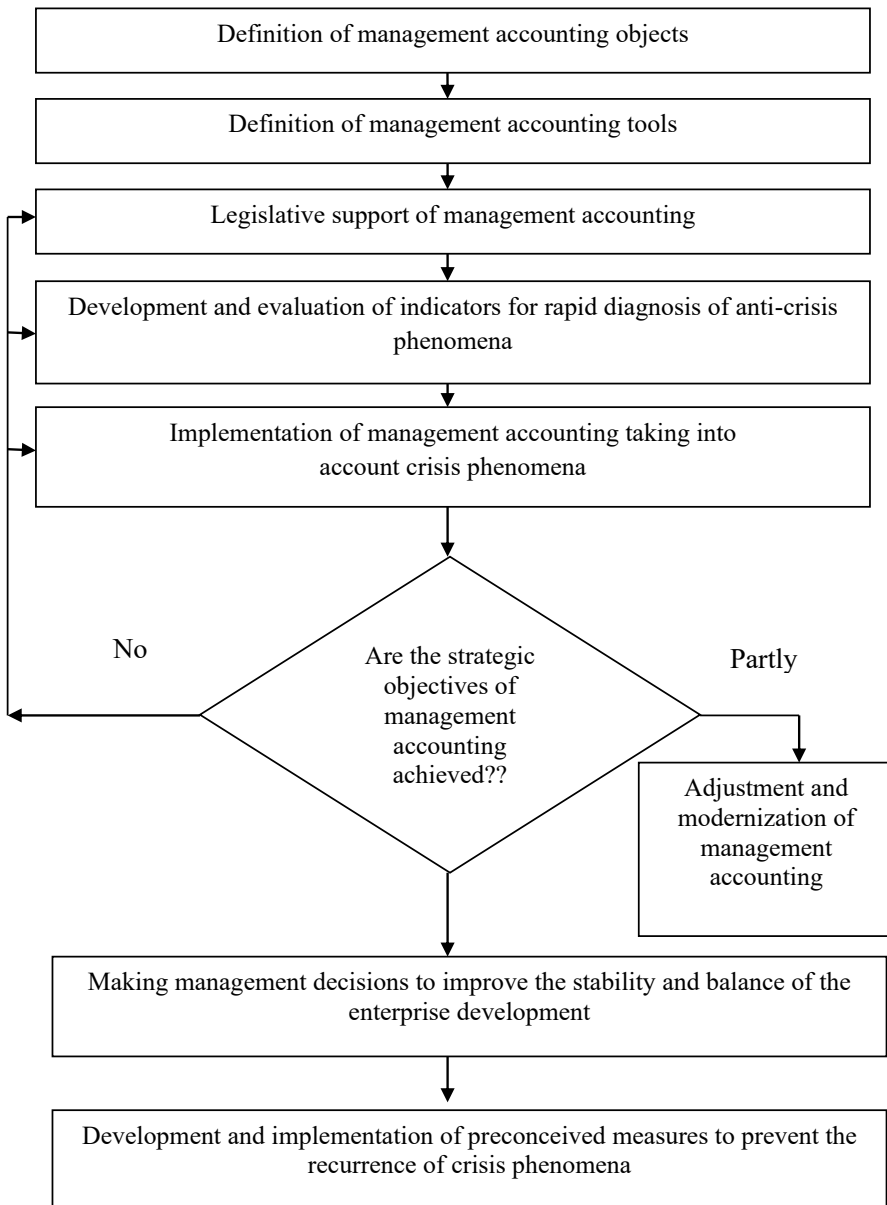 Definition of management accounting objects
Definition of management accounting tools
Legislative support of management accounting
Development and evaluation of indicators for rapid diagnosis of anti-crisis
phenomena
Implementation of management accounting taking into
account crisis phenomena
No
Are the strategic
objectives of
management
accounting
achieved??
Partly
Adjustment and
modernization of
management
accounting
Making management decisions to improve the stability and balance of the
enterprise development
Development and implementation of preconceived measures to prevent the
recurrence of crisis phenomena